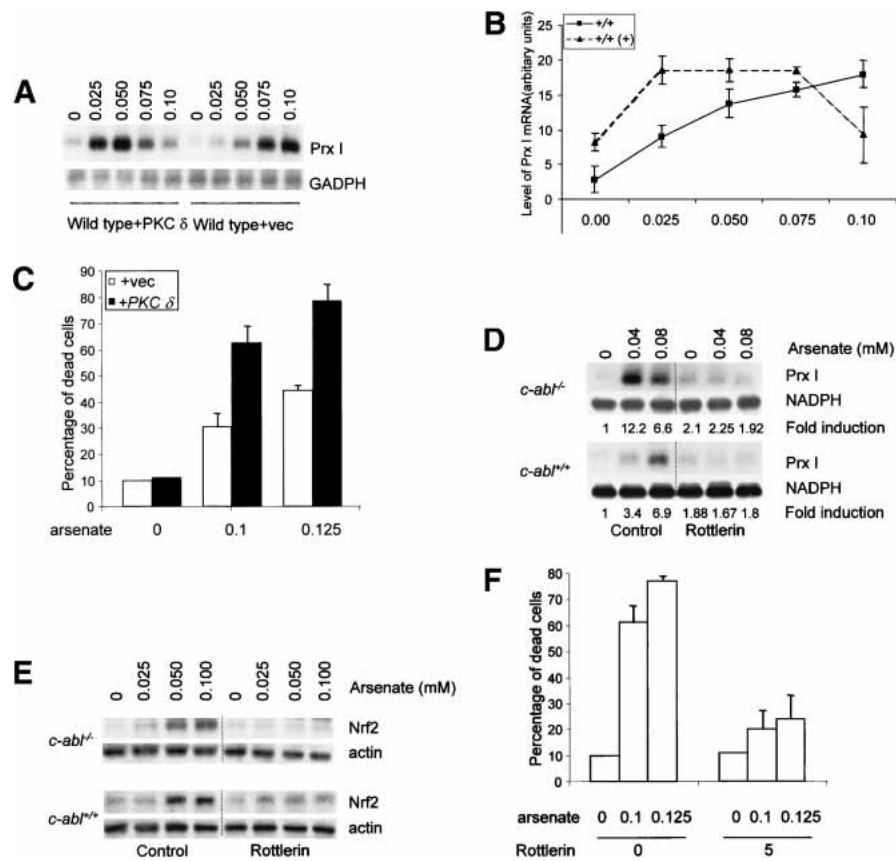 A
0 0.025 0.050 0.075 0.10 0 0.025 0.050 0.075 0.10
Prx I
GADPH
Wild type+PKC δ Wild type+vec
B
+/+
+/+ (+)
Level of Prx I mRNA(arbitary units)
25
20
15
10
5
0
0.00 0.025 0.050 0.075 0.10
C
+vec
+PKC δ
Percentage of dead cells
90
80
70
60
50
40
30
20
10
0
arsenate 0 0.1 0.125
D
0 0.04 0.08 0 0.04 0.08 Arsenate (mM)
c-abl-/-
Prx I
NADPH
1 12.2 6.6 2.1 2.25 1.92 Fold induction
c-abl+/+
Prx I
NADPH
1 3.4 6.9 1.88 1.67 1.8 Fold induction
Control Rottlerin
E
0 0.025 0.050 0.100 0 0.025 0.050 0.100 Arsenate (mM)
c-abl-/-
Nrf2
actin
c-abl+/+
Nrf2
actin
Control Rottlerin
F
Percentage of dead cells
80
70
60
50
40
30
20
10
0
arsenate 0 0.1 0.125 0 0.1 0.125
Rottlerin 0 5